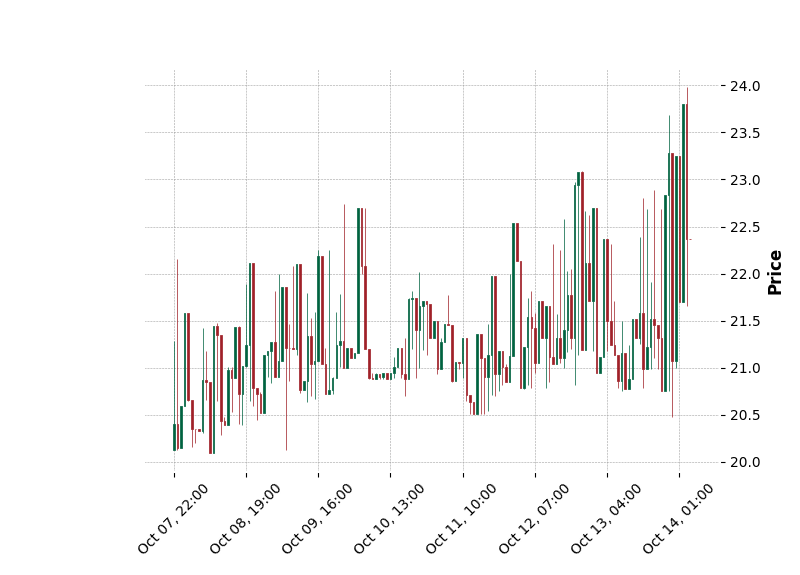 24.0
23.5
23.0
22.5
22.0
21.5
21.0
20.5
20.0
Price
Oct 07, 22:00
Oct 08, 19:00
Oct 09, 16:00
Oct 10, 13:00
Oct 11, 10:00
Oct 12, 07:00
Oct 13, 04:00
Oct 14, 01:00